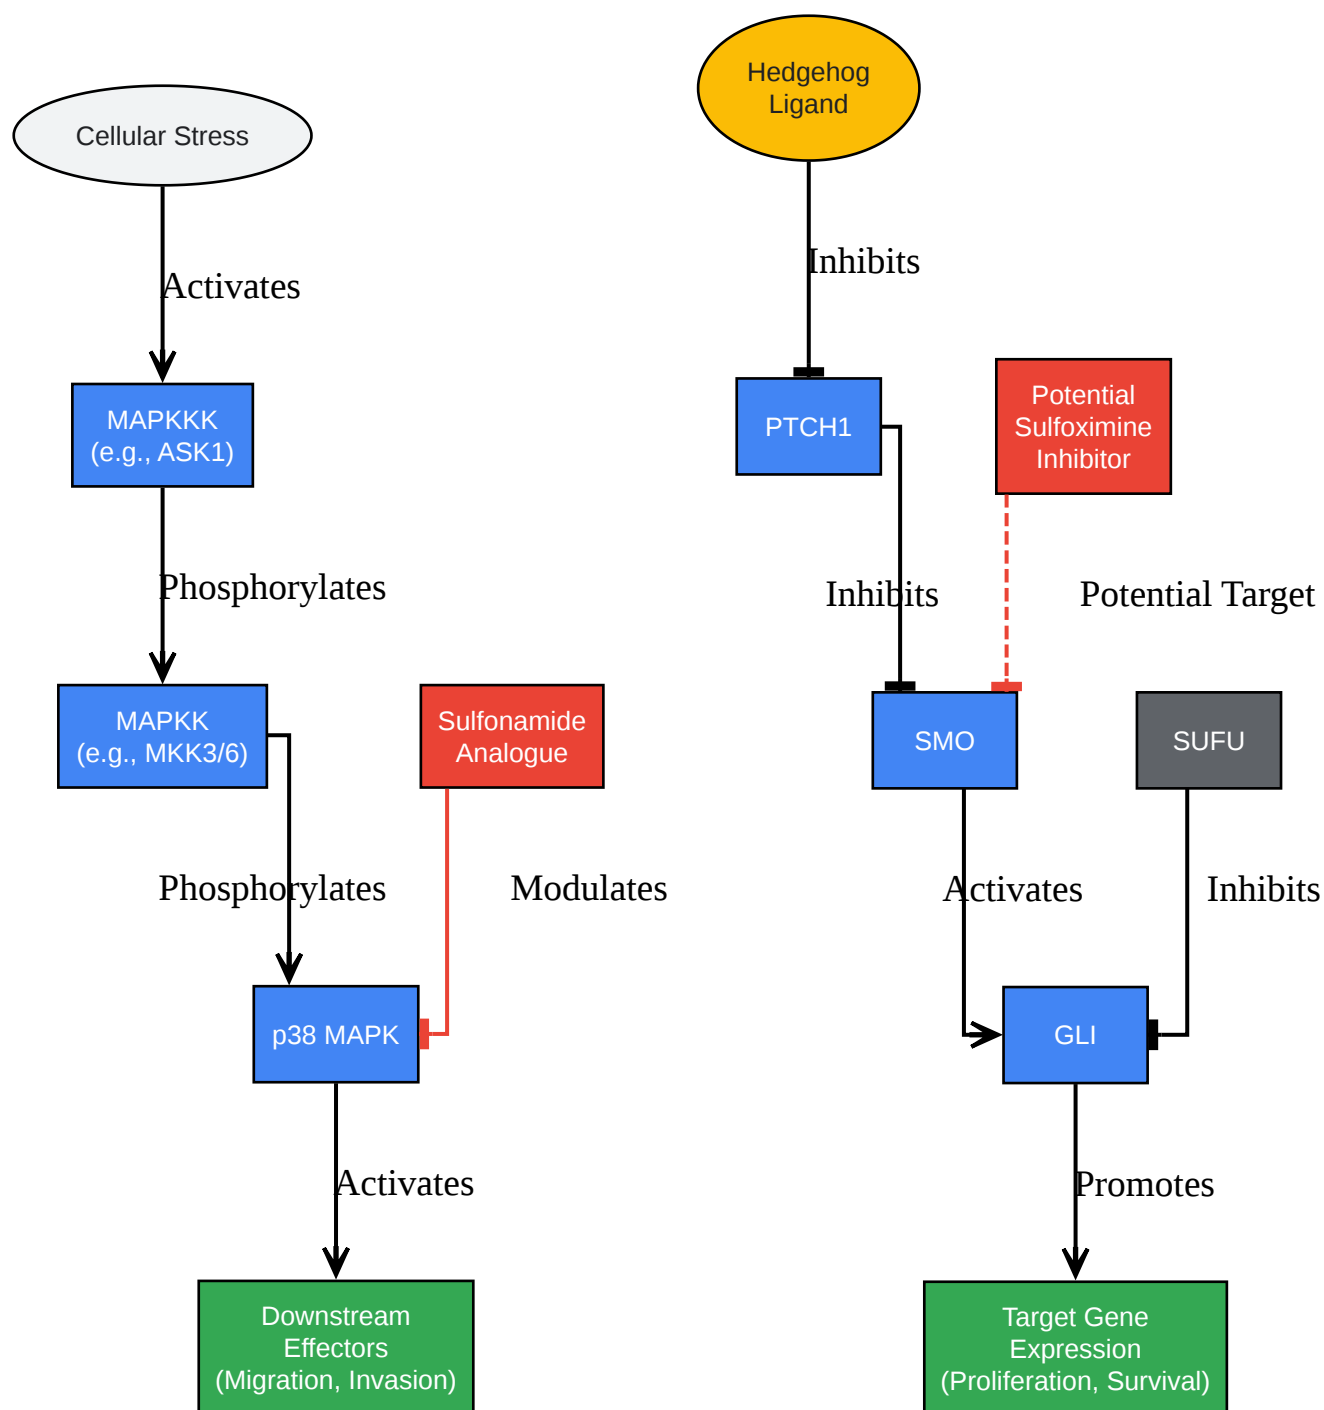 Cellular Stress
Activates
MAPKKK
(e.g., ASK1)
Phosphorylates
MAPKK
(e.g., MKK3/6)
Sulfonamide
Analogue
Phosphorylates
Modulates
p38 MAPK
Activates
Downstream
Effectors
(Migration, Invasion)
Hedgehog
Ligand
Inhibits
PTCH1
Potential
Sulfoximine
Inhibitor
Inhibits
Potential Target
SMO
SUFU
Activates
Inhibits
GLI
Promotes
Target Gene
Expression
(Proliferation, Survival)